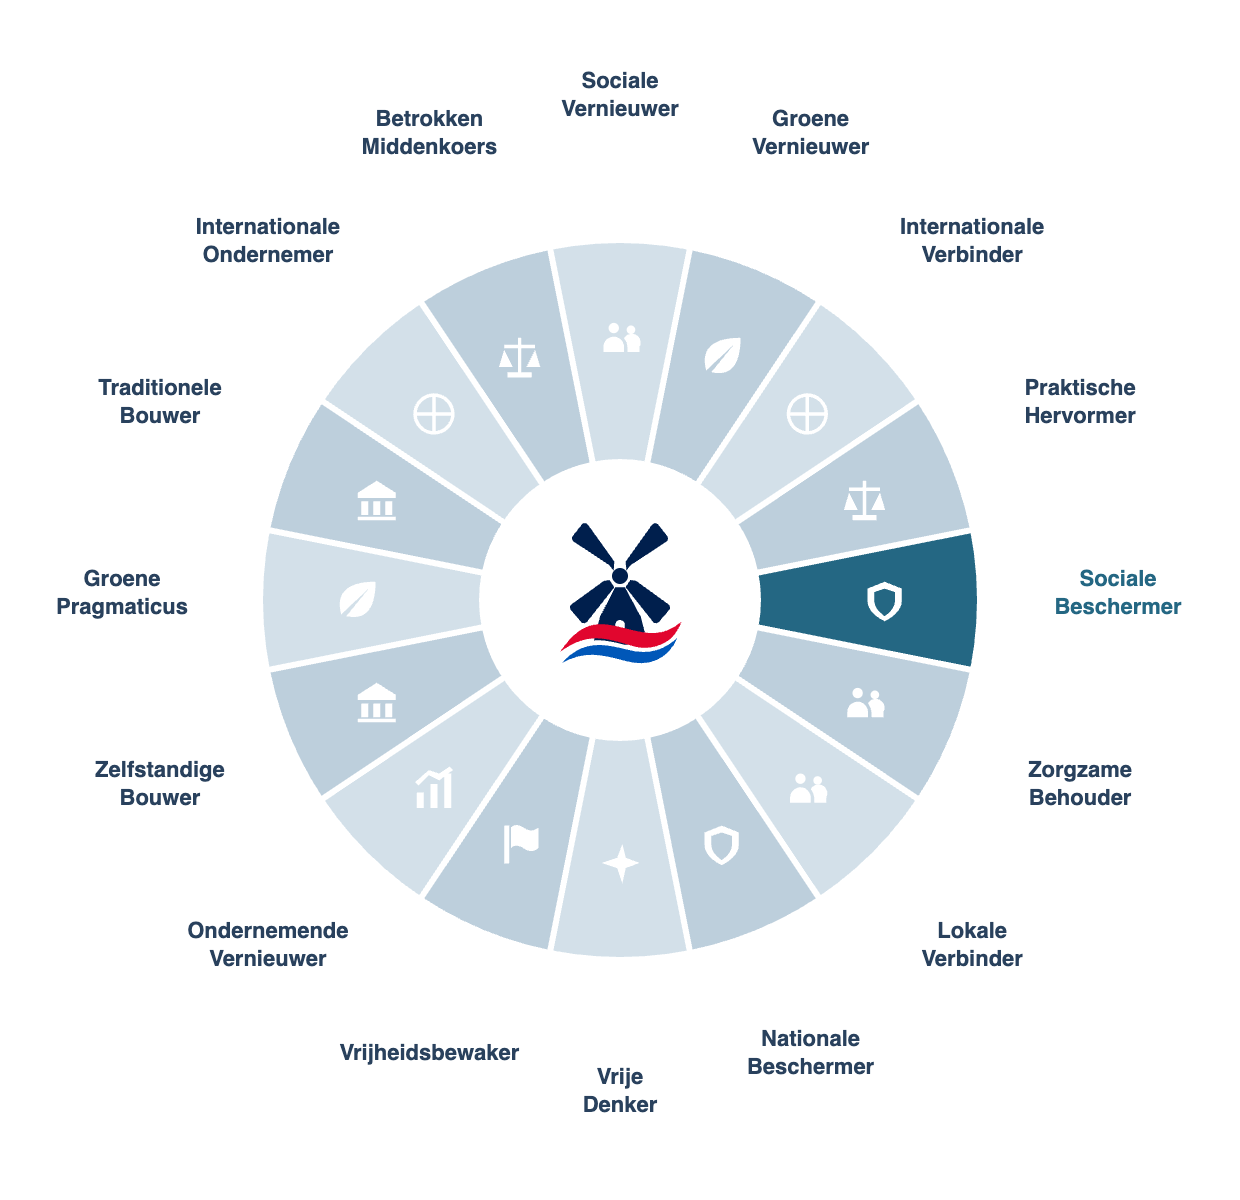 Sociale
Vernieuwer
Betrokken
Middenkoers
Groene
Vernieuwer
Internationale
Ondernemer
Internationale
Verbinder
Traditionele
Bouwer
Praktische
Hervormer
Groene
Pragmaticus
Sociale
Beschermer
Zelfstandige
Bouwer
Zorgzame
Behouder
Ondernemende
Vernieuwer
Lokale
Verbinder
Vrijheidsbewaker
Nationale
Beschermer
Vrije
Denker